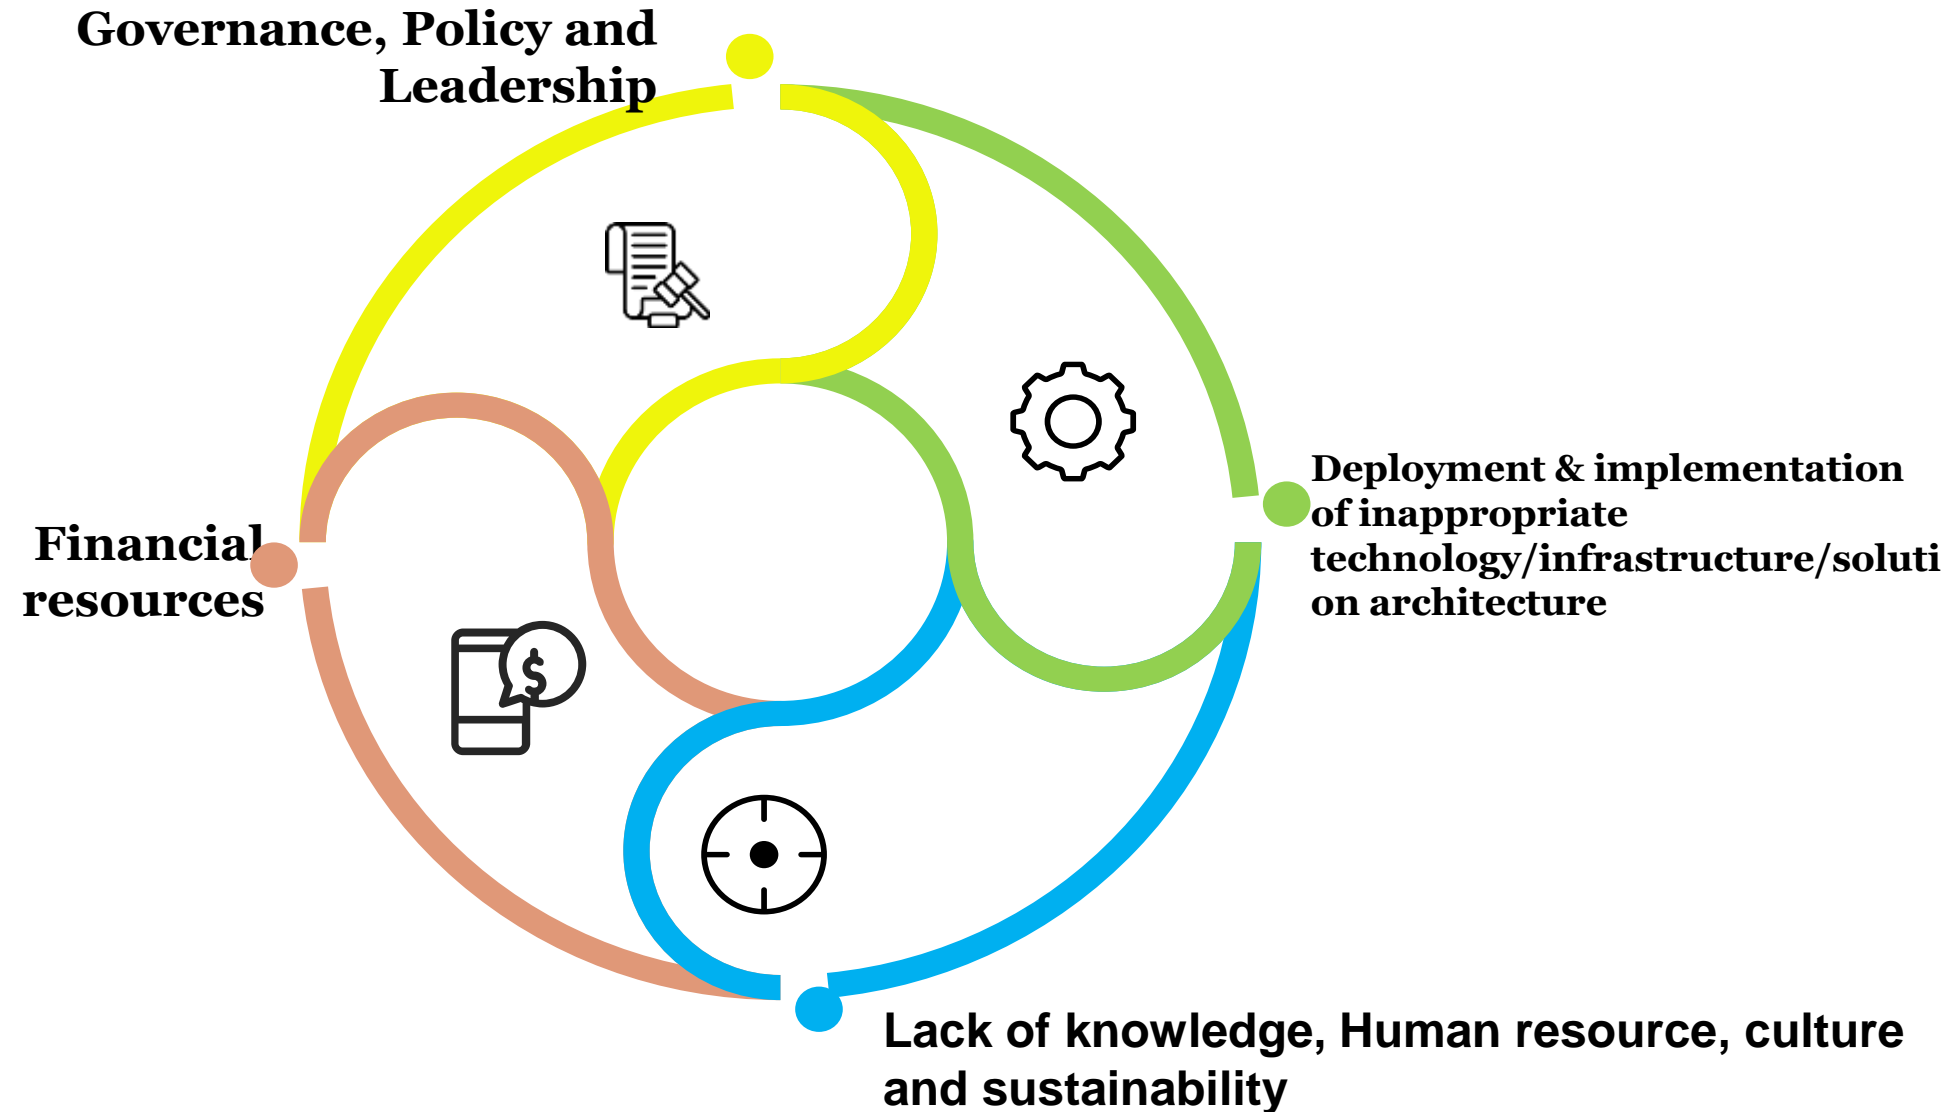 Governance, Policy and
Leadership
Deployment & implementation
of inappropriate
technology/infrastructure/soluti
on architecture
Financial
resources
$
Lack of knowledge, Human resource, culture
and sustainability